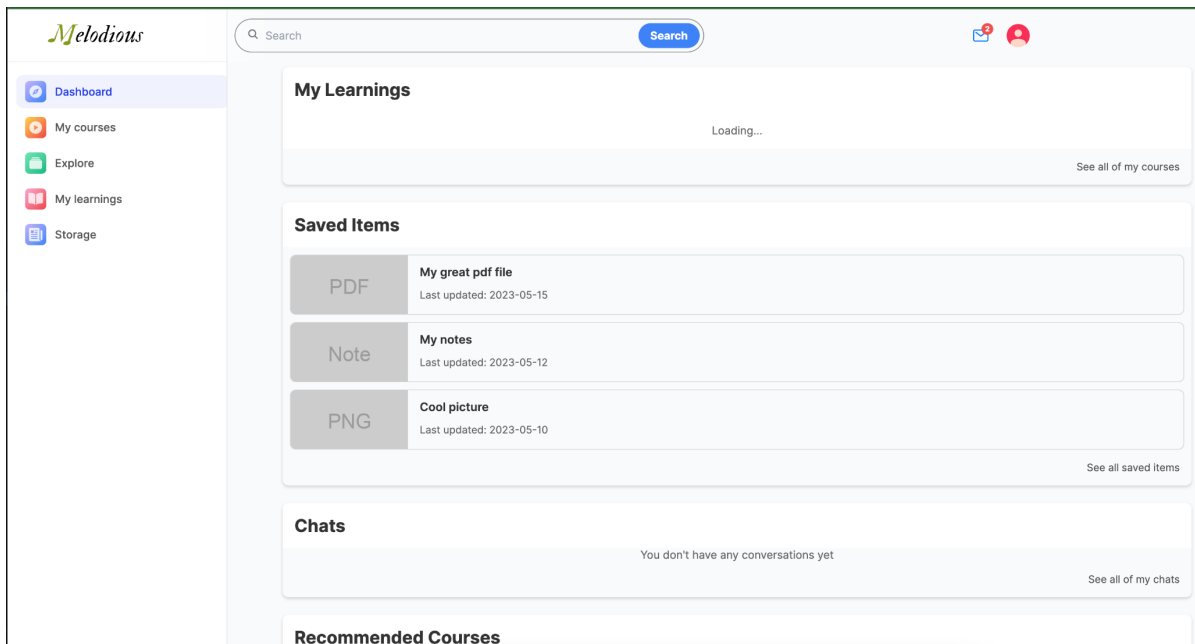 Melodious
Search
Search
2
Dashboard
My courses
Explore
My learnings
Storage
My Learnings
Loading...
See all of my courses
Saved Items
PDF
My great pdf file
Last updated: 2023-05-15
Note
My notes
Last updated: 2023-05-12
PNG
Cool picture
Last updated: 2023-05-10
See all saved items
Chats
You don't have any conversations yet
See all of my chats
Recommended Courses